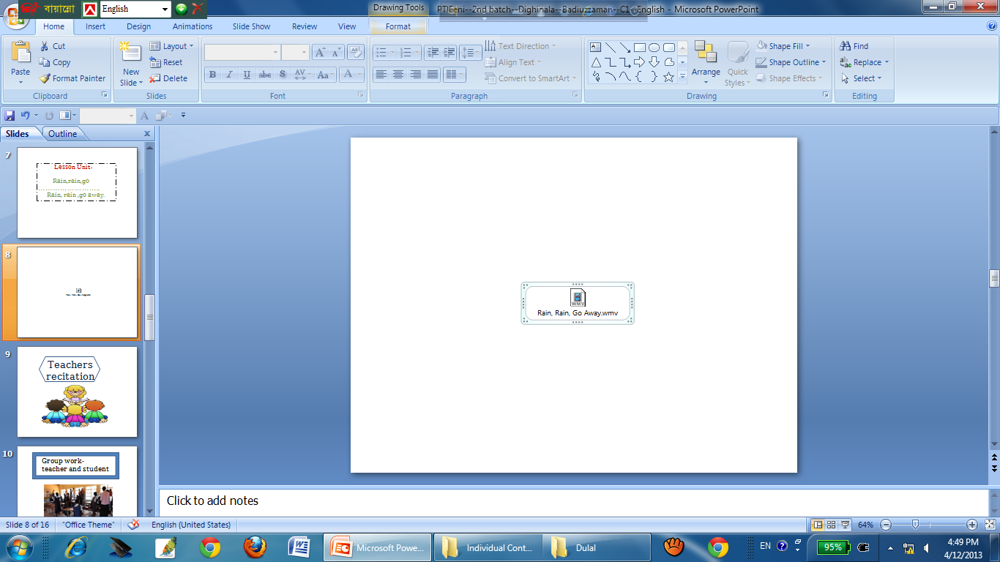 বায়ান্নো English
Drawing Tools
PTIFeni--2nd batch--Dighinala--Badiuzzaman--C1--English - Microsoft PowerPoint
Home Insert Design Animations Slide Show Review View Format
Paste
Cut
Copy
Format Painter
Clipboard
New Slide
Layout
Reset
Delete
Slides
B I U abc S AV Aa A
Font
Text Direction
Align Text
Convert to SmartArt
Paragraph
Arrange
Quick Styles
Shape Fill
Shape Outline
Shape Effects
Drawing
Find
Replace
Select
Editing
Slides Outline
7
Lesson Unit-
Rain,rain,go
...........................
Rain, rain ,go away.
8
9
Teachers
recitation
10
Group work-
teacher and student
WMV
Rain, Rain, Go Away.wmv
Click to add notes
Slide 8 of 16 "Office Theme" English (United States) 64%
Microsoft Powe... Individual Cont... Dulal EN 95% 4:49 PM
4/12/2013